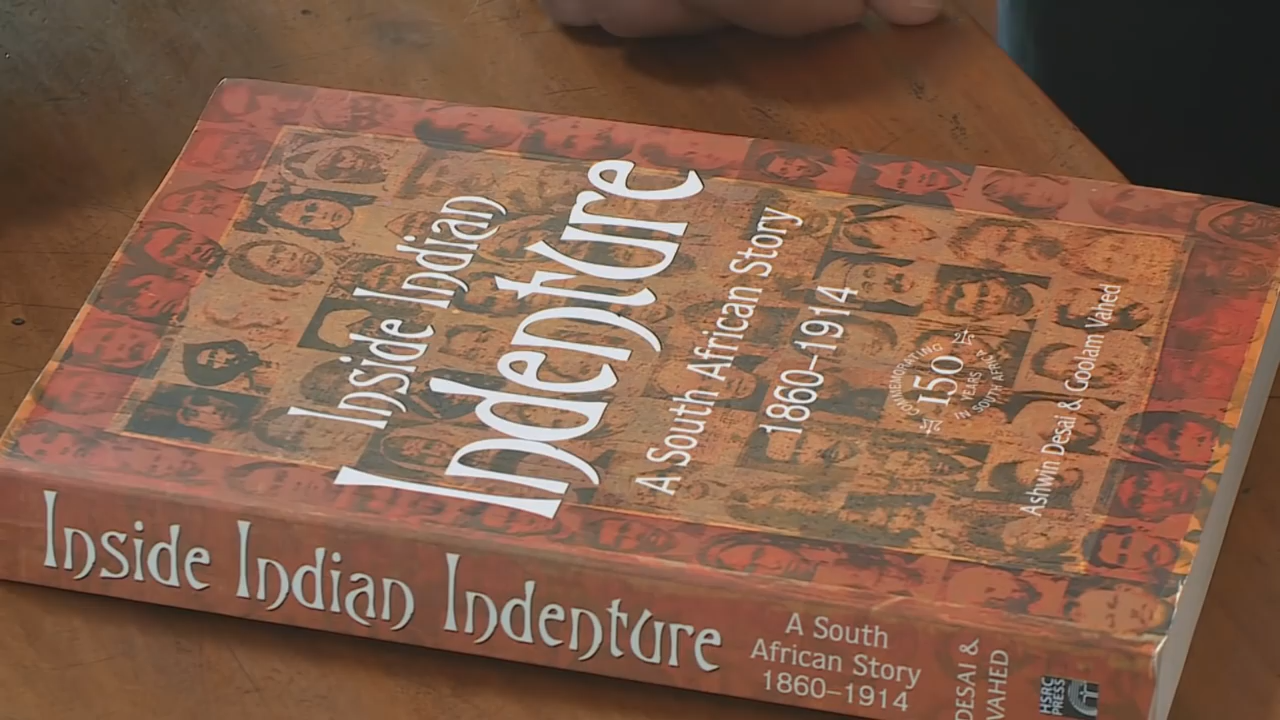 Inside Indian
Indenture
A South African Story
1860–1914
COMMEMORATING
150
YEARS
IN SOUTH AFRICA
Ashwin Desai & Goolam Vahed
Inside Indian Indenture
A South
African Story
1860–1914
DESAI &
VAHED
HSRC
PRESS